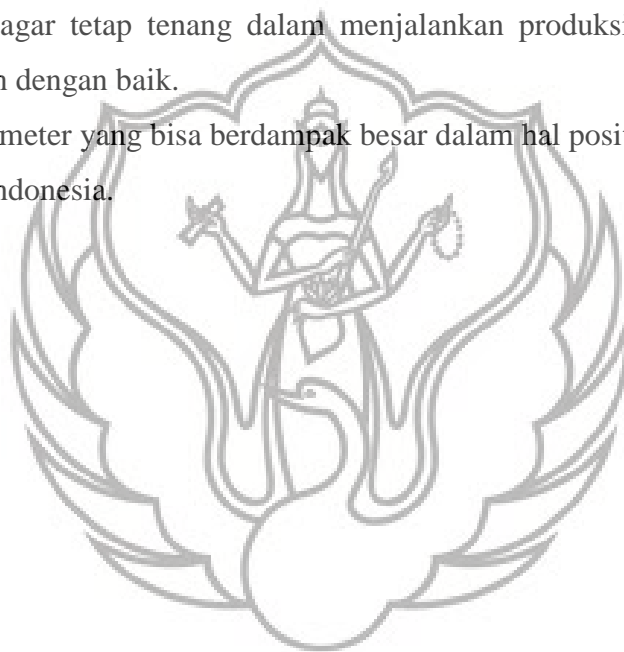 agar tetap tenang dalam menjalankan produksi
dengan baik.
meter yang bisa berdampak besar dalam hal posit
ndonesia.